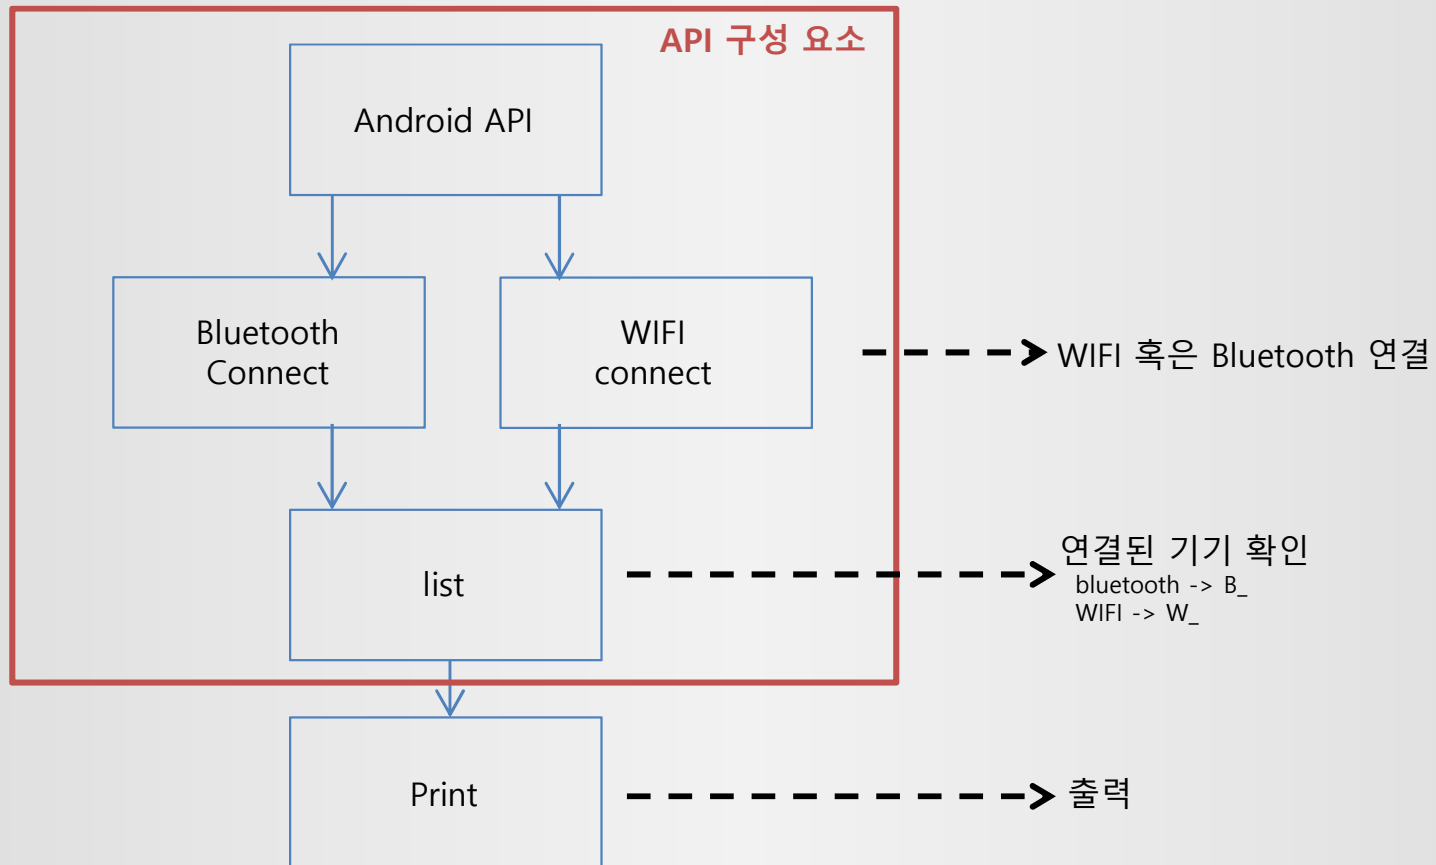 API 구성 요소
Android API
Bluetooth
Connect
WIFI
connect
WIFI 혹은 Bluetooth 연결
list
연결된 기기 확인
bluetooth -> B_
WIFI -> W_
Print
출력